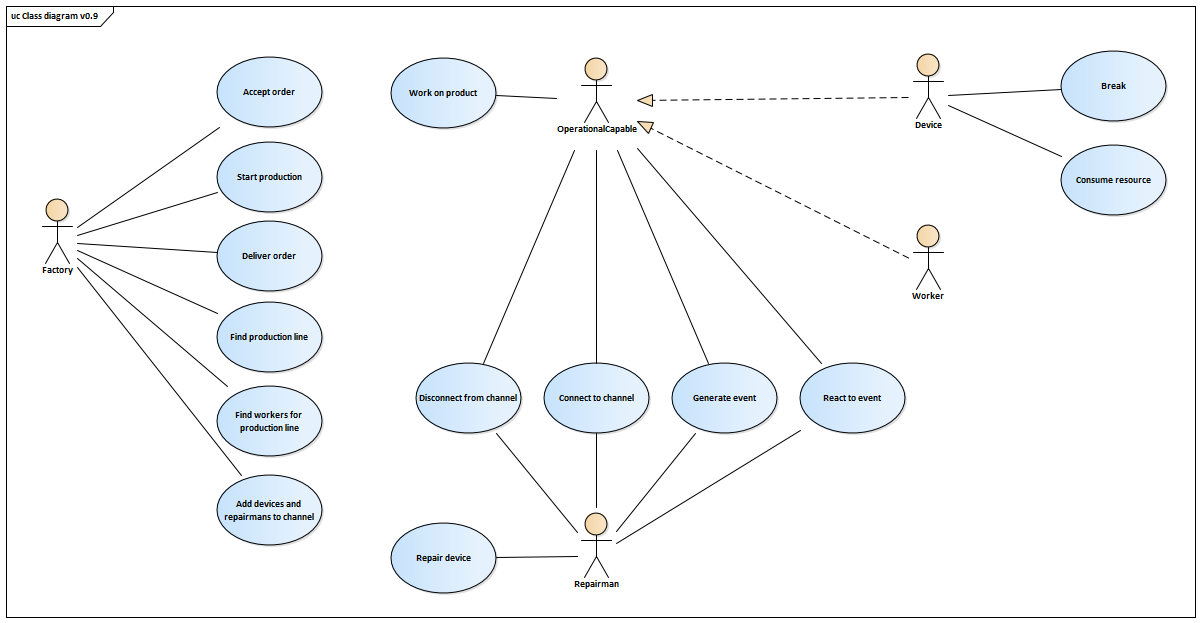 uc Class diagram v0.9
Accept order
Start production
Deliver order
Find production line
Find workers for
production line
Add devices and
repairmans to channel
Factory
Work on product
OperationalCapable
Device
Break
Consume resource
Worker
Disconnect from channel
Connect to channel
Generate event
React to event
Repair device
Repairman